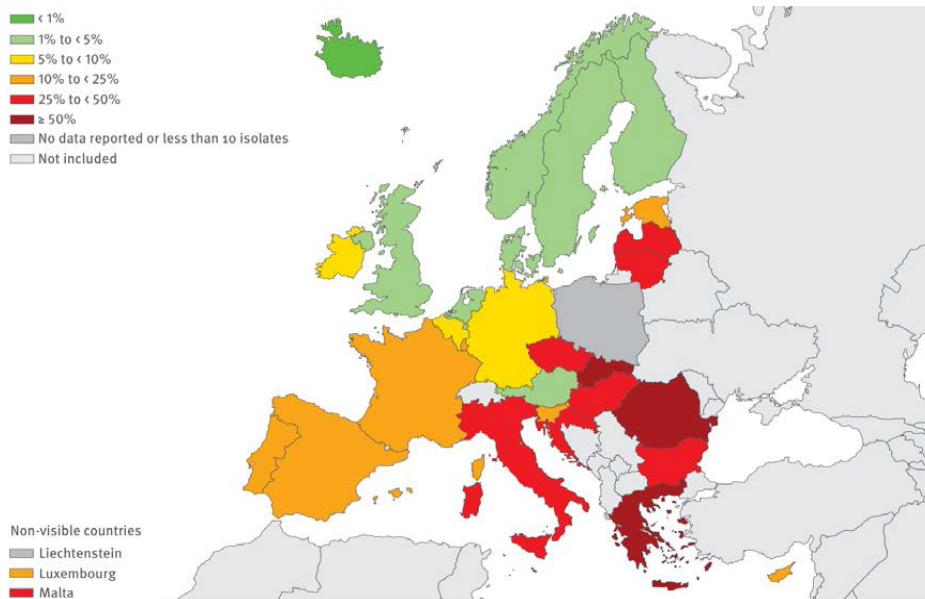 < 1%
1% to < 5%
5% to < 10%
10% to < 25%
25% to < 50%
≥ 50%
No data reported or less than 10 isolates
Not included
Non-visible countries
Liechtenstein
Luxembourg
Malta